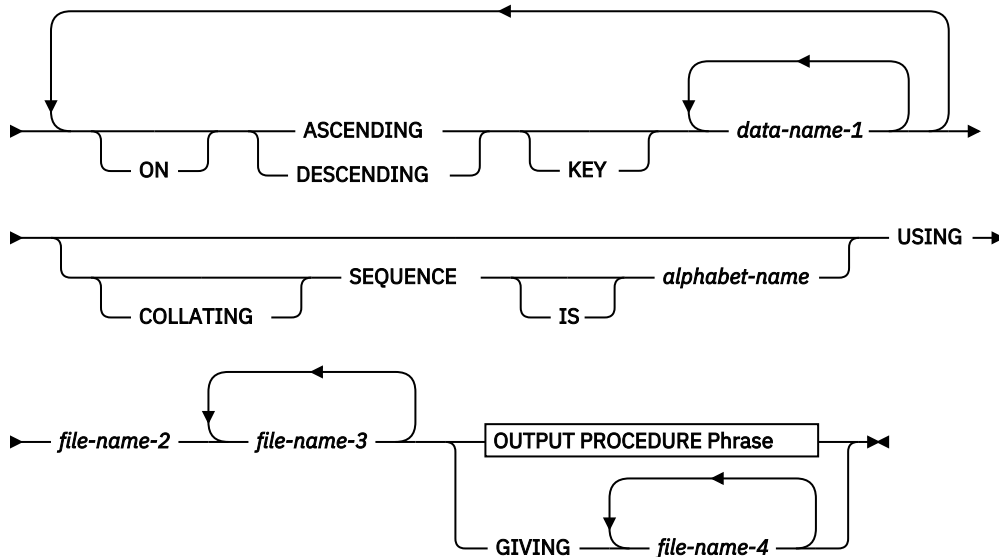 ASCENDING data-name-1
ON DESCENDING KEY
USING
SEQUENCE alphabet-name
COLLATING IS
file-name-2 file-name-3 OUTPUT PROCEDURE Phrase
GIVING file-name-4